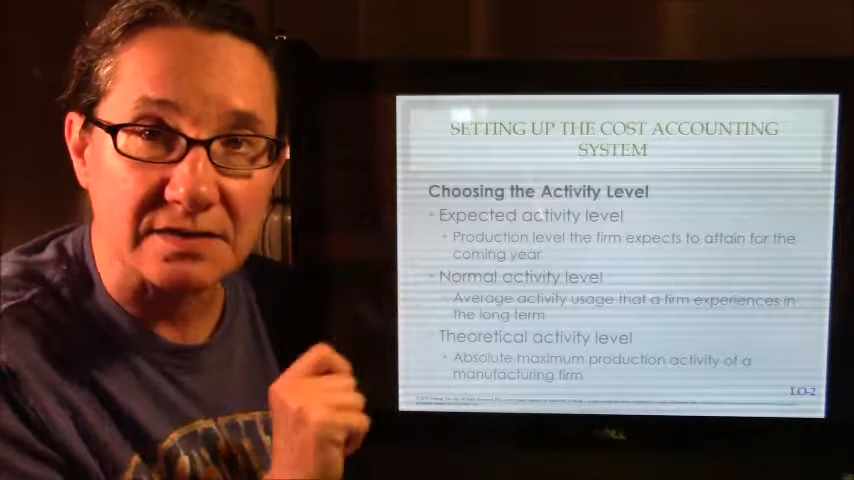 SETTING UP THE COST ACCOUNTING
SYSTEM
Choosing the Activity Level
• Expected activity level
• Production level the firm expects to attain for the
coming year
• Normal activity level
Average activity usage that a firm experiences in
the long term
Theoretical activity level
• Absolute maximum production activity of a
manufacturing firm
LO-2